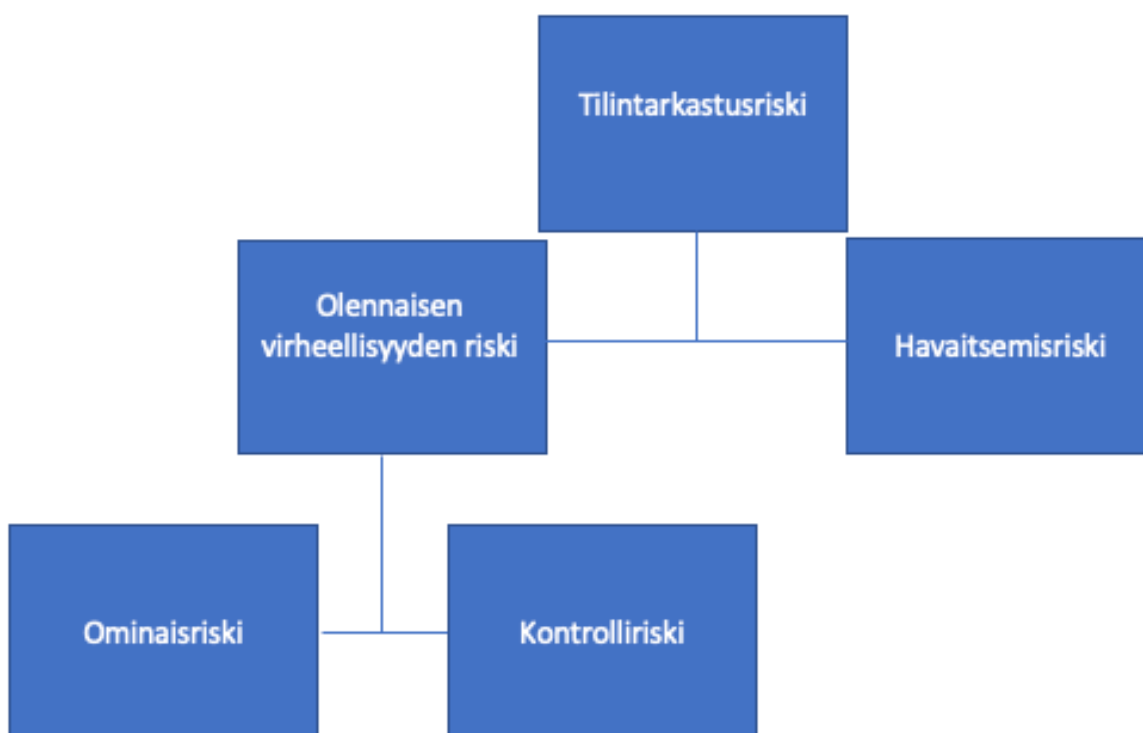 Tilintarkastusriski
Olennaisen
virheellisyyden riski
Havaitsemisriski
Ominaisriski
Kontrolliriski